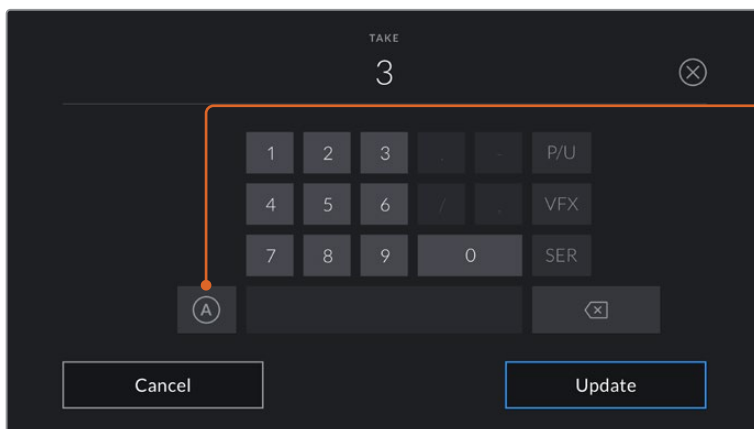 TAKE
3
1 2 3 . - P/U
4 5 6 / , VFX
7 8 9 0 SER
A
Cancel Update